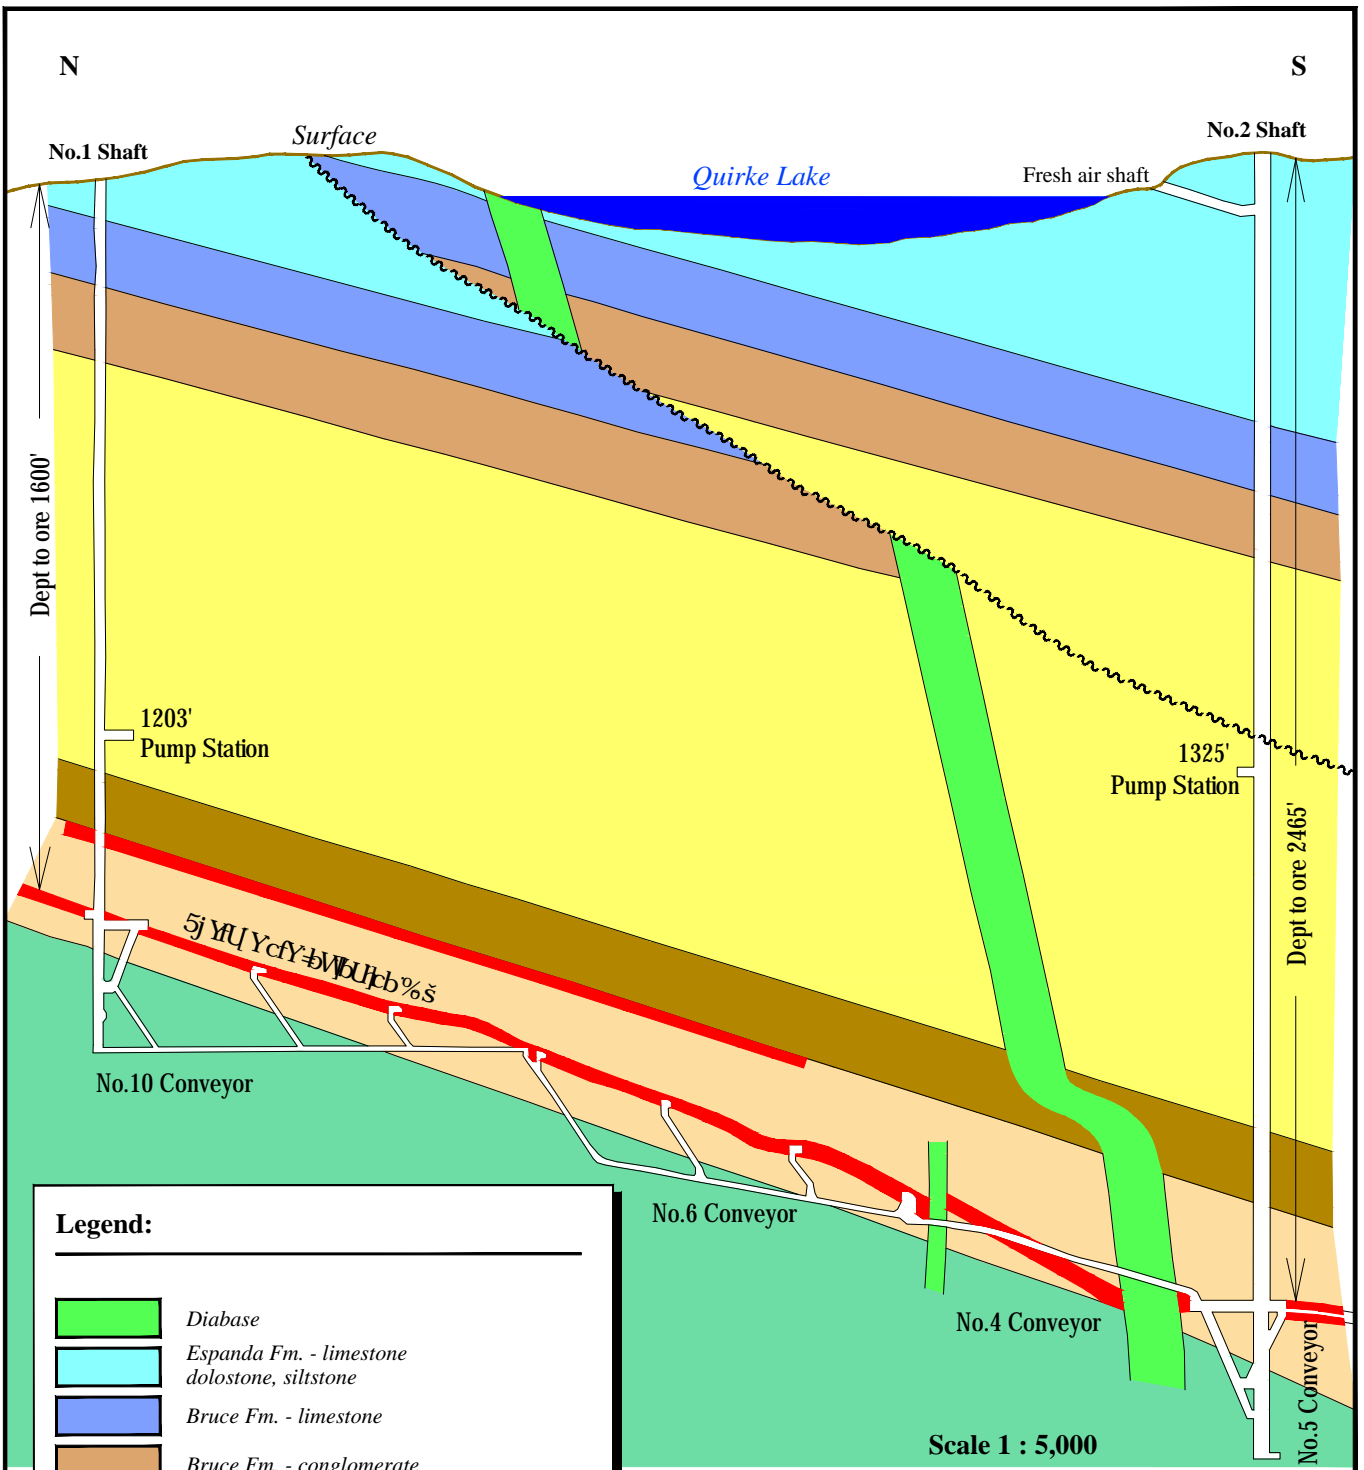 N
S
No.2 Shaft
Surface
No.1 Shaft
Quirke Lake
Fresh air shaft
Dept to ore 1600'
1203'
Pump Station
1325'
Pump Station
Dept to ore 2465'
No.10 Conveyor
No.6 Conveyor
No.4 Conveyor
No.5 Conveyor
Legend:
Diabase
Espanda Fm. - limestone
dolostone, siltstone
Bruce Fm. - limestone
Bruce Fm. - conglomerate
Scale 1 : 5,000